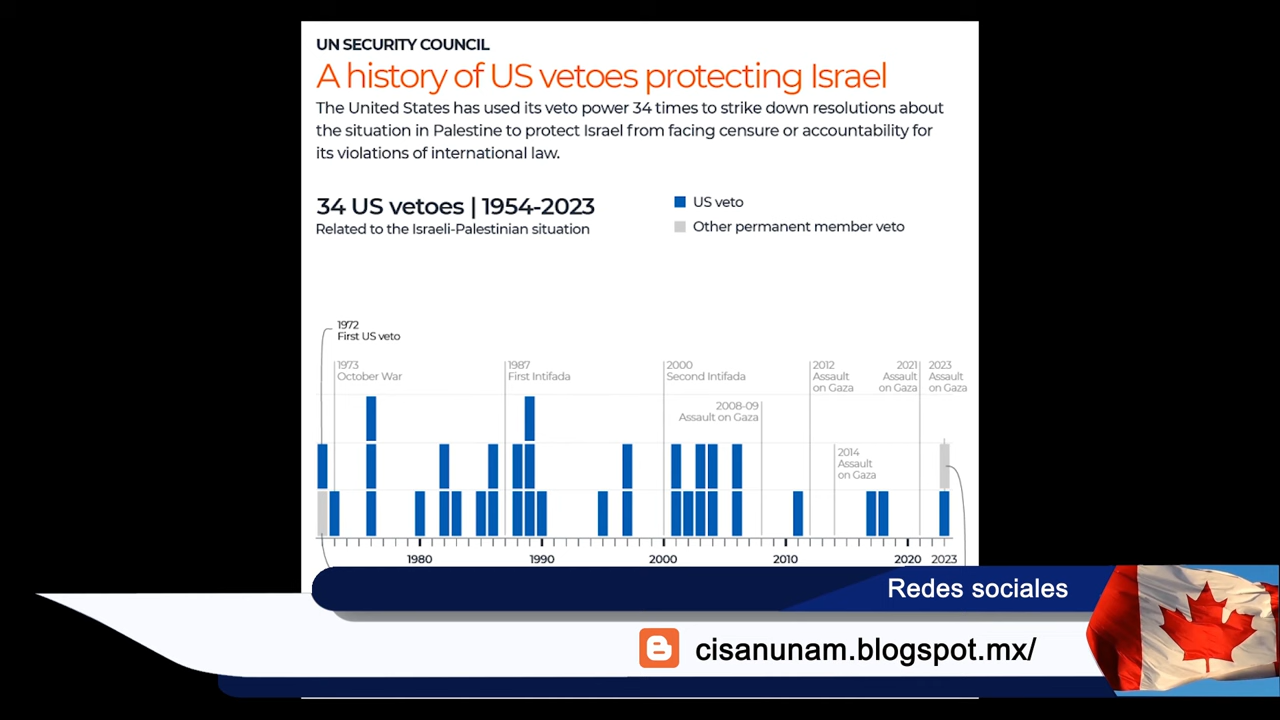 UN SECURITY COUNCIL
A history of US vetoes protecting Israel
The United States has used its veto power 34 times to strike down resolutions about
the situation in Palestine to protect Israel from facing censure or accountability for
its violations of international law.
34 US vetoes | 1954-2023
Related to the Israeli-Palestinian situation
US veto
Other permanent member veto
1972
First US veto
1973
October War
1987
First Intifada
2000
Second Intifada
2008-09
Assault on Gaza
2012
Assault
on Gaza
2014
Assault
on Gaza
2021
Assault
on Gaza
2023
Assault
on Gaza
1980 1990 2000 2010 2020 2023
Redes sociales
cisanunam.blogspot.mx/